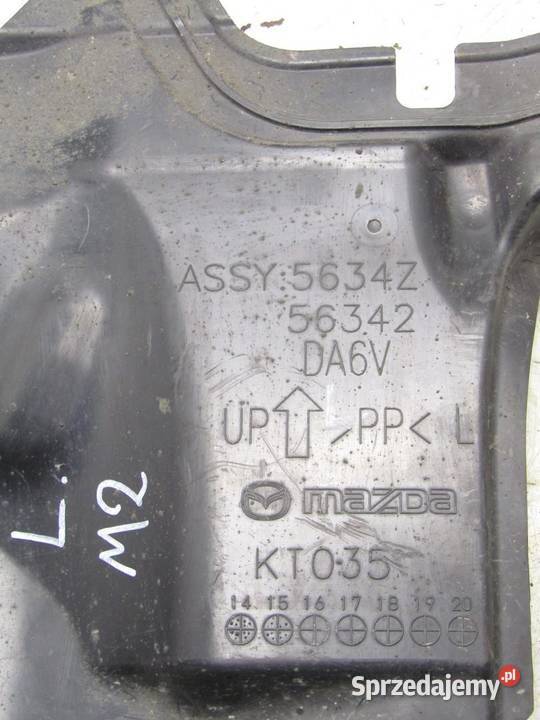 ASSY:5634Z
56342
DA6V
UP >PP< L
mazda
KT035
14 15 16 17 18 19 20
L.
M2
Sprzedajemy.pl